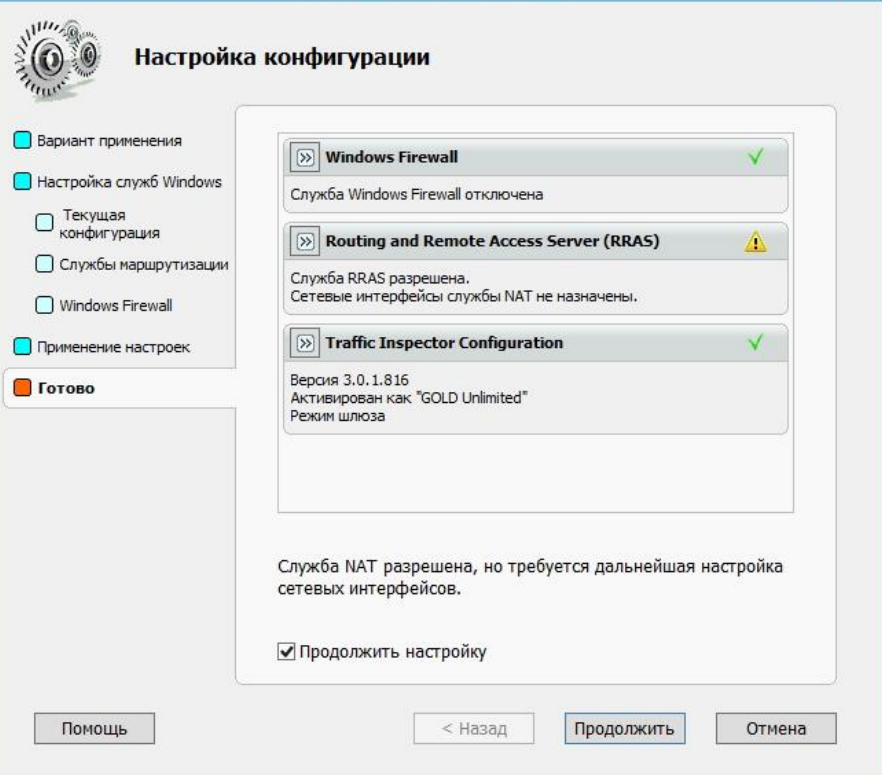 Настройка конфигурации
Вариант применения
Настройка служб Windows
Текущая
конфигурация
Службы маршрутизации
Windows Firewall
Применение настроек
Готово
Windows Firewall
Служба Windows Firewall отключена
Routing and Remote Access Server (RRAS)
Служба RRAS разрешена.
Сетевые интерфейсы службы NAT не назначены.
Traffic Inspector Configuration
Версия 3.0.1.816
Активирован как "GOLD Unlimited"
Режим шлюза
Служба NAT разрешена, но требуется дальнейшая настройка
сетевых интерфейсов.
Продолжить настройку
Помощь
< Назад
Продолжить
Отмена